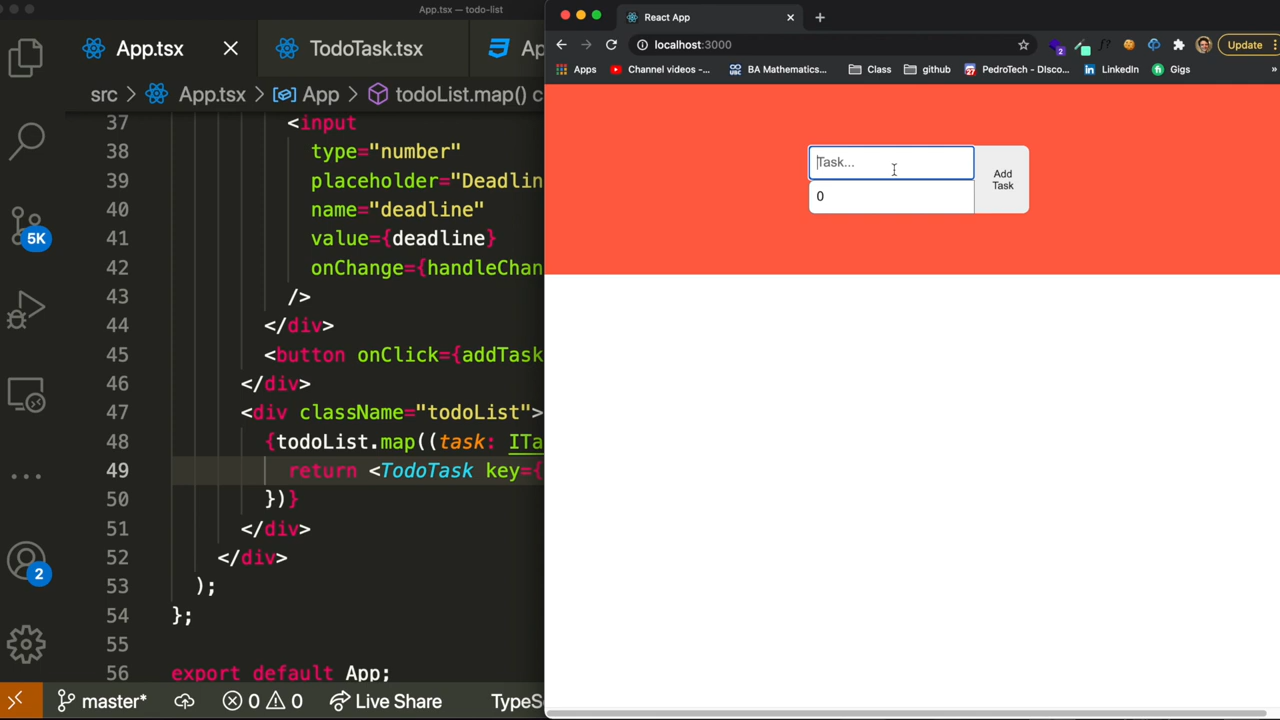 App.tsx — todo-list
App.tsx
TodoTask.tsx
Ap
src > App.tsx > App > todoList.map() c
37 <input
38 type="number"
39 placeholder="Deadlin
40 name="deadline"
41 value={deadline}
42 onChange={handleChan
43 />
44 </div>
45 <button onClick={addTask
46 </div>
47 <div className="todoList">
48 {todoList.map((task: ITa
49 return <TodoTask key={
50 })}
51 </div>
52 </div>
53 );
54 };
55
56 export default App;
5K
2
master*
0
0
Live Share
TypeS
React App
localhost:3000
2
Update
Apps
Channel videos -...
BA Mathematics...
Class
github
PedroTech - DIsco...
LinkedIn
Gigs
»
Task...
0
Add
Task